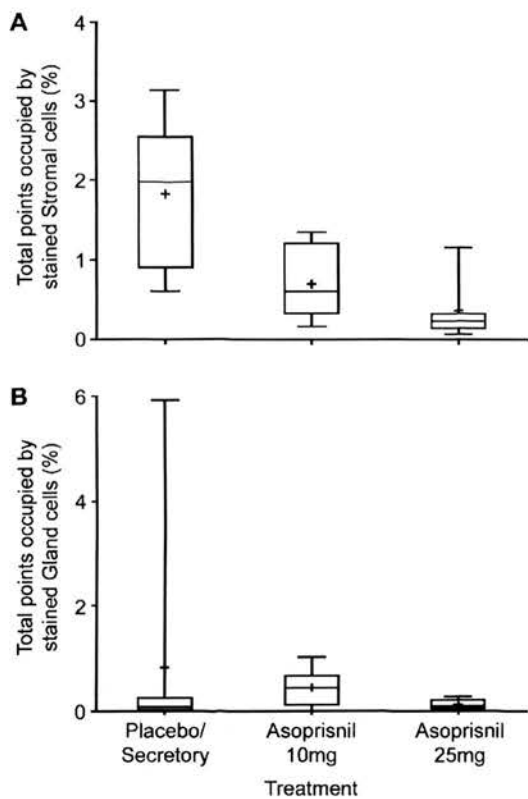 A
Total points occupied by
stained Stromal cells (%)
4
3
2
1
0
B
Total points occupied by
stained Gland cells (%)
6
4
2
0
Placebo/
Secretory
Asoprisnil
10mg
Asoprisnil
25mg
Treatment